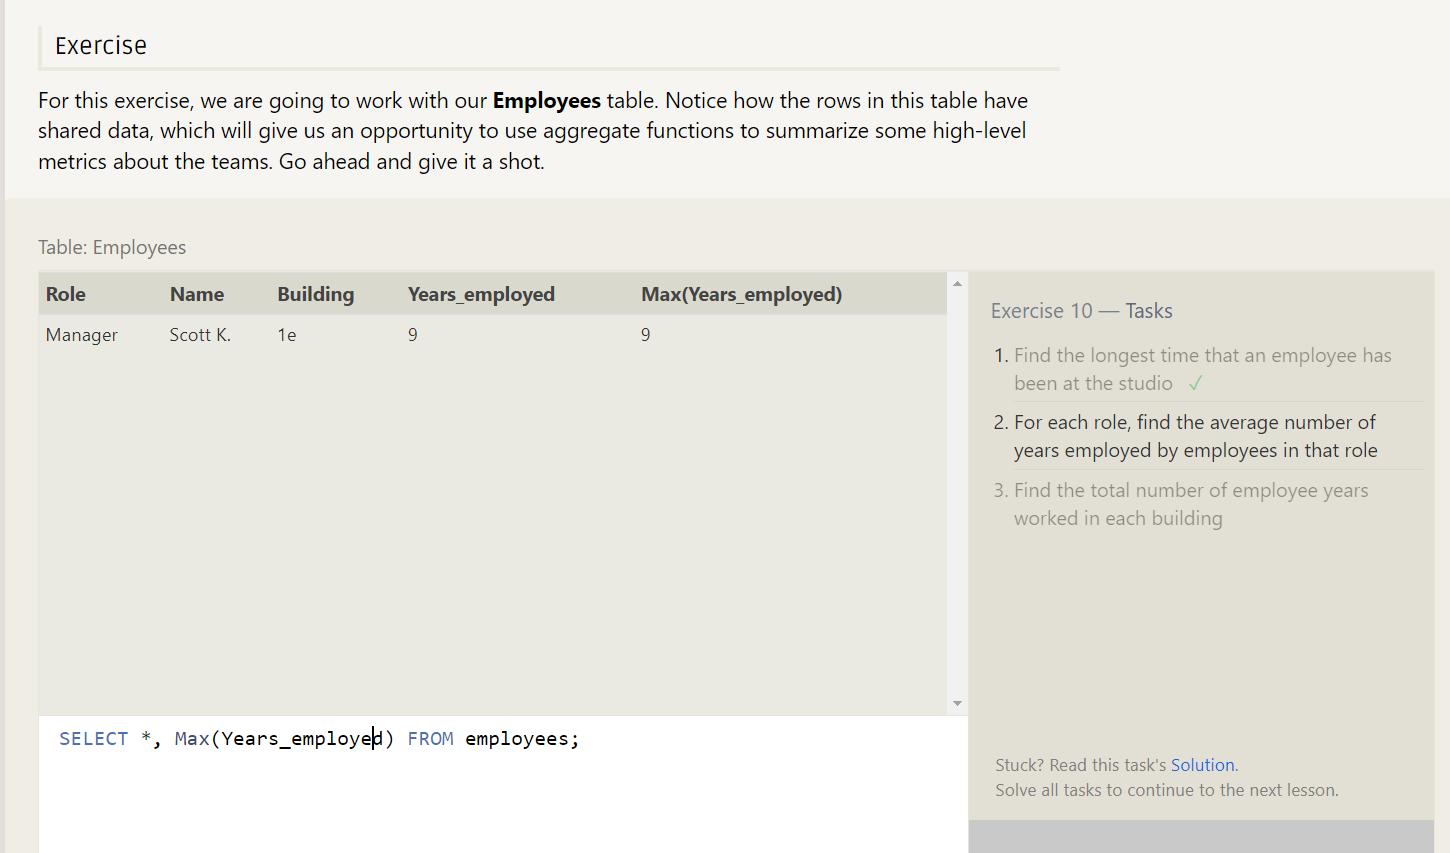 Exercise
For this exercise, we are going to work with our Employees table. Notice how the rows in this table have
shared data, which will give us an opportunity to use aggregate functions to summarize some high-level
metrics about the teams. Go ahead and give it a shot.
Table: Employees
Role Name Building Years_employed Max(Years_employed)
Manager Scott K. 1e 9 9
Exercise 10 — Tasks
1. Find the longest time that an employee has
been at the studio ✓
2. For each role, find the average number of
years employed by employees in that role
3. Find the total number of employee years
worked in each building
SELECT *, Max(Years_employed) FROM employees;
Stuck? Read this task's Solution.
Solve all tasks to continue to the next lesson.